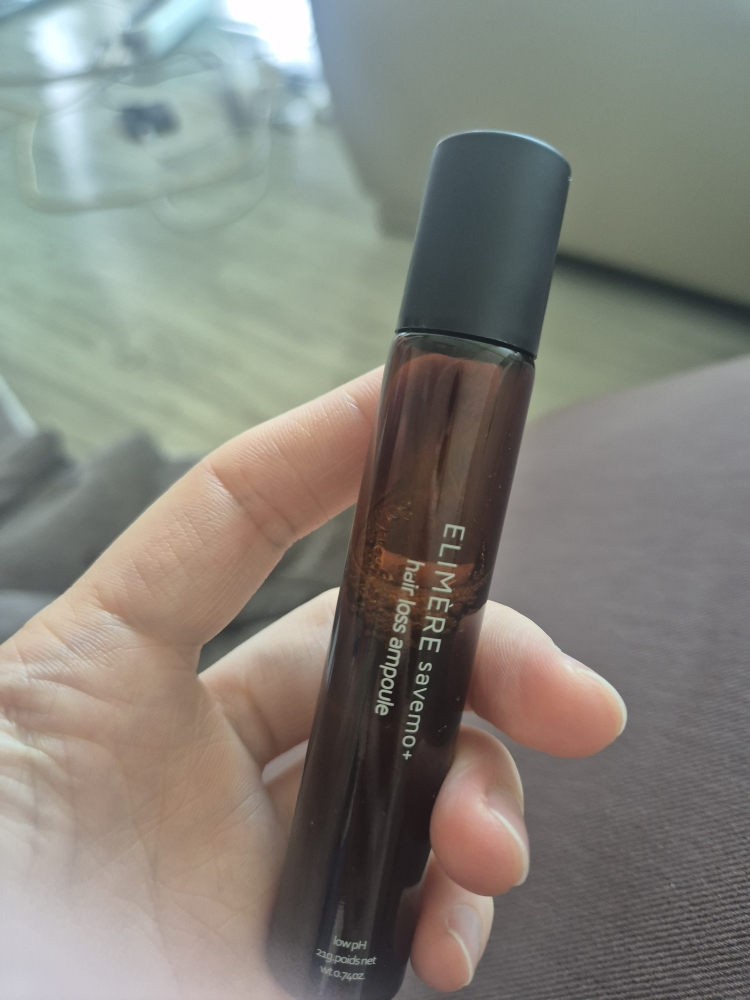 ELIMÈRE savemo+
hair loss ampoule
low pH
21g. poids net
wt 0.74oz.